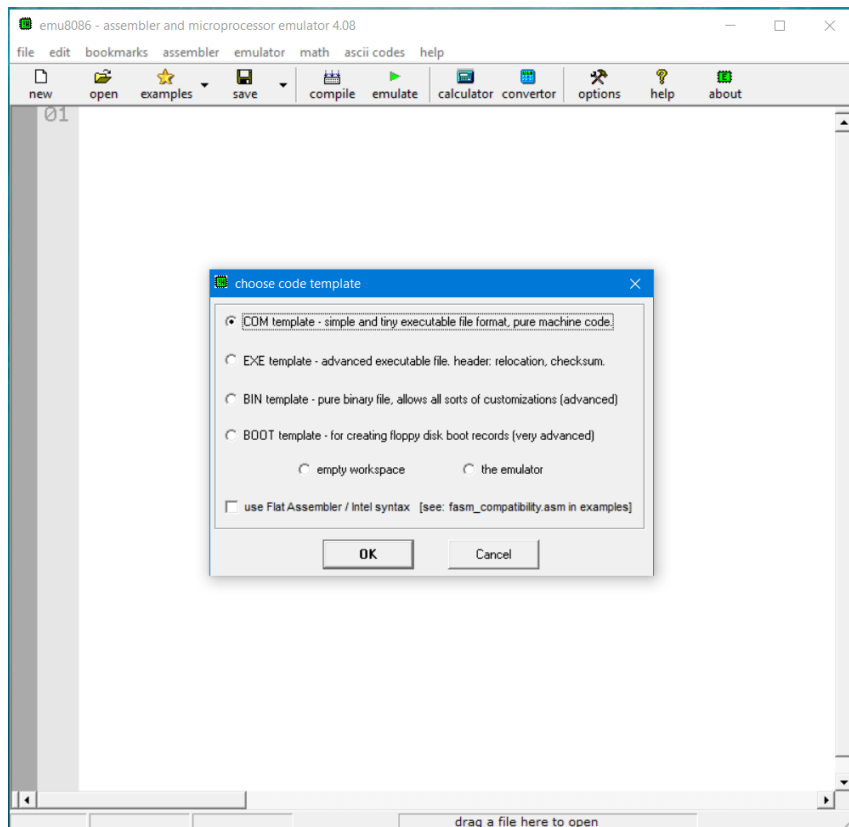 emu8086 - assembler and microprocessor emulator 4.08
file edit bookmarks assembler emulator math ascii codes help
new open examples save compile emulate calculator convertor options help about
01
choose code template
COM template - simple and tiny executable file format, pure machine code.
EXE template - advanced executable file. header: relocation, checksum.
BIN template - pure binary file, allows all sorts of customizations (advanced)
BOOT template - for creating floppy disk boot records (very advanced)
empty workspace the emulator
use Flat Assembler / Intel syntax [see: fasm_compatibility.asm in examples]
OK Cancel
drag a file here to open